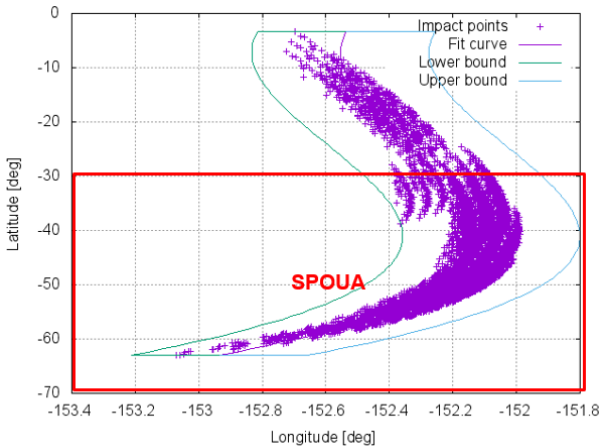 0
-10
-20
-30
-40
-50
-60
-70
Latitude [deg]
Impact points
Fit curve
Lower bound
Upper bound
SPOUA
-153.4 -153.2 -153 -152.8 -152.6 -152.4 -152.2 -152 -151.8
Longitude [deg]